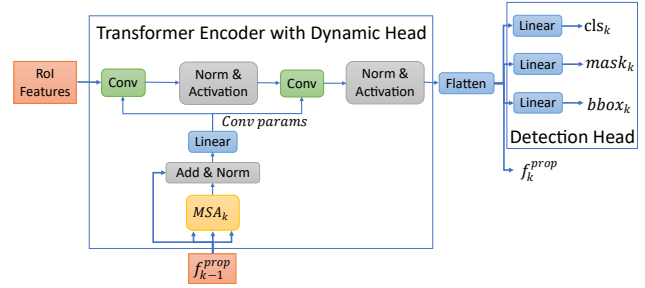 Transformer Encoder with Dynamic Head
RoI
Features
Conv
Norm &
Activation
Conv
Norm &
Activation
Flatten
Linear
cls_k
Linear
mask_k
Linear
bbox_k
Detection Head
f_k^{prop}
Conv params
Linear
Add & Norm
MSA_k
f_{k-1}^{prop}